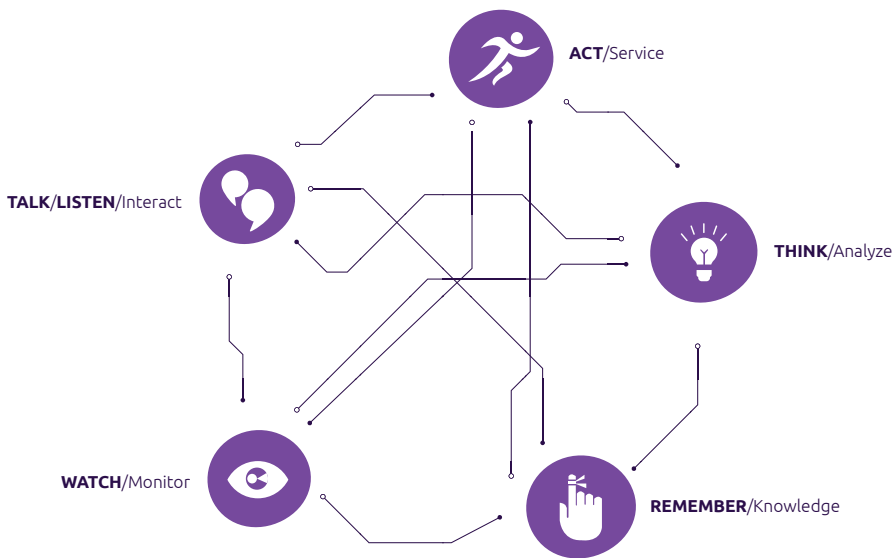 ACT/Service
TALK/LISTEN/Interact
THINK/Analyze
WATCH/Monitor
REMEMBER/Knowledge